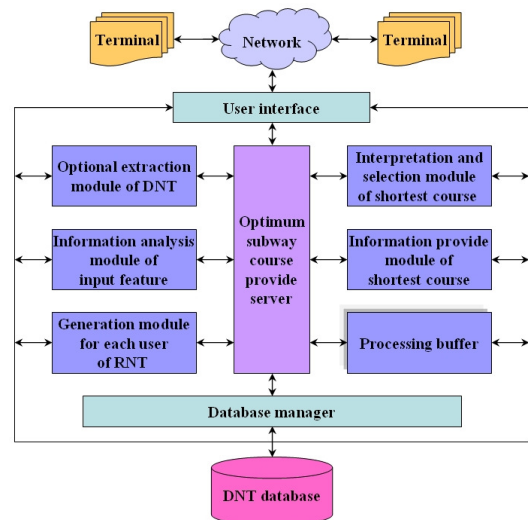 Terminal
Network
Terminal
User interface
Optional extraction
module of DNT
Interpretation and
selection module
of shortest course
Optimum
subway
course
provide
server
Information analysis
module of
input feature
Information provide
module of
shortest course
Generation module
for each user
of RNT
Processing buffer
Database manager
DNT database